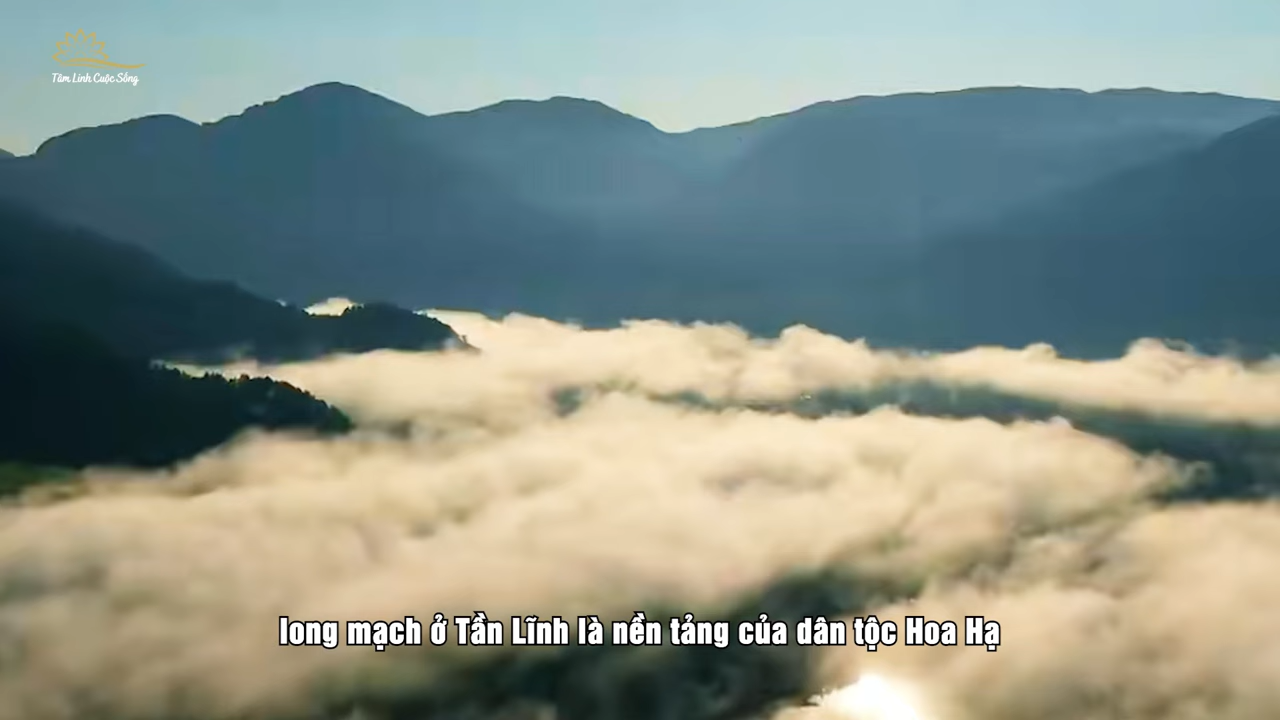 Tâm Linh Cuộc Sống
long mạch ở Tần Lĩnh là nền tảng của dân tộc Hoa Hạ